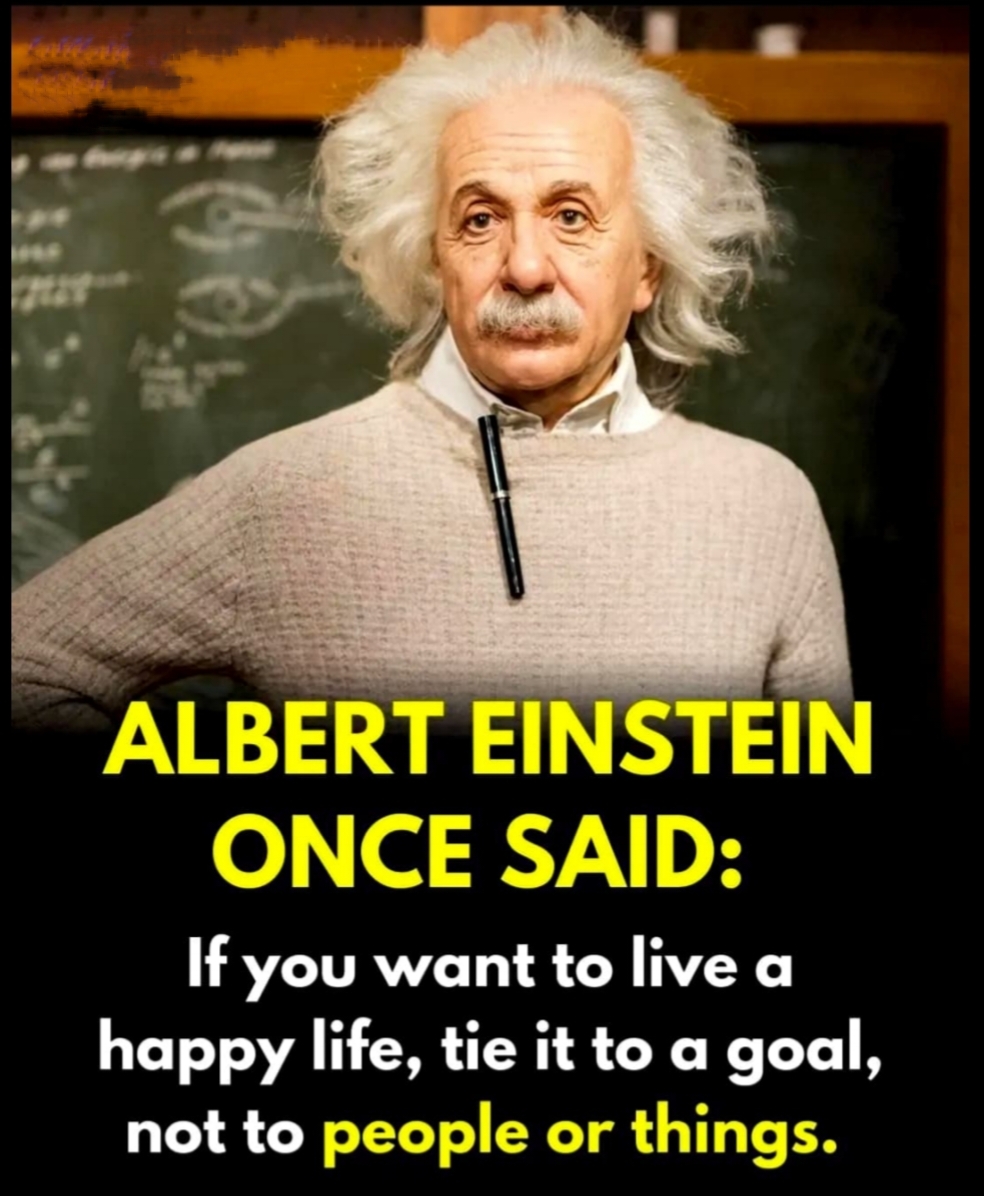 ALBERT EINSTEIN
ONCE SAID:
If you want to live a
happy life, tie it to a goal,
not to people or things.